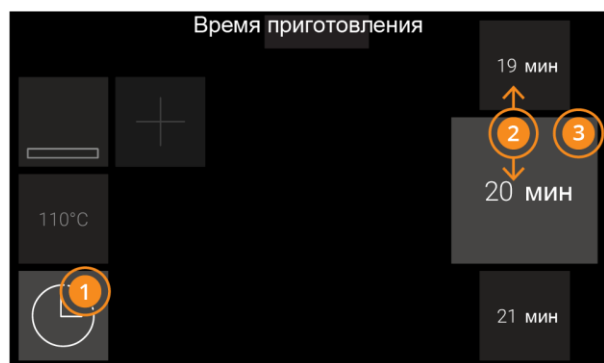 Время приготовления
19 мин
2
3
110°C
20 мин
1
21 мин